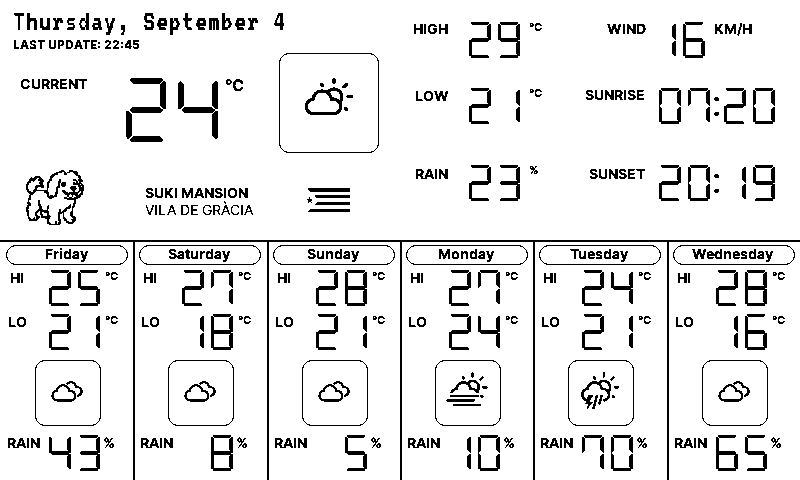 Thursday, September 4
LAST UPDATE: 22:45
CURRENT 24 °C
HIGH 29 °C
WIND 16 KM/H
LOW 21 °C
SUNRISE 07:20
RAIN 23 %
SUNSET 20:19
SUKI MANSION
VILA DE GRÀCIA
Friday
HI 25 °C
LO 21 °C
RAIN 43 %
Saturday
HI 27 °C
LO 18 °C
RAIN 8 %
Sunday
HI 28 °C
LO 21 °C
RAIN 5 %
Monday
HI 27 °C
LO 24 °C
RAIN 10 %
Tuesday
HI 24 °C
LO 21 °C
RAIN 70 %
Wednesday
HI 28 °C
LO 16 °C
RAIN 65 %